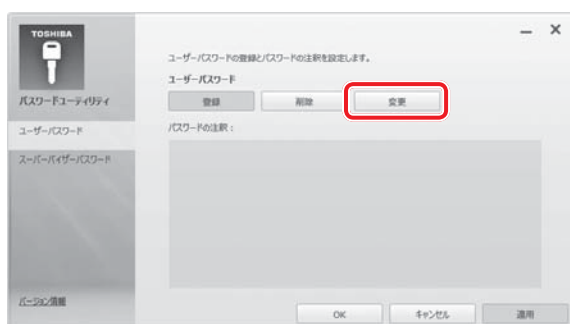 TOSHIBA
パスワードユーティリティ
ユーザーパスワード
スーパーバイザーパスワード
バージョン情報
ユーザーパスワードの登録とパスワードの注釈を設定します。
ユーザーパスワード
登録
削除
変更
パスワードの注釈：
OK
キャンセル
適用